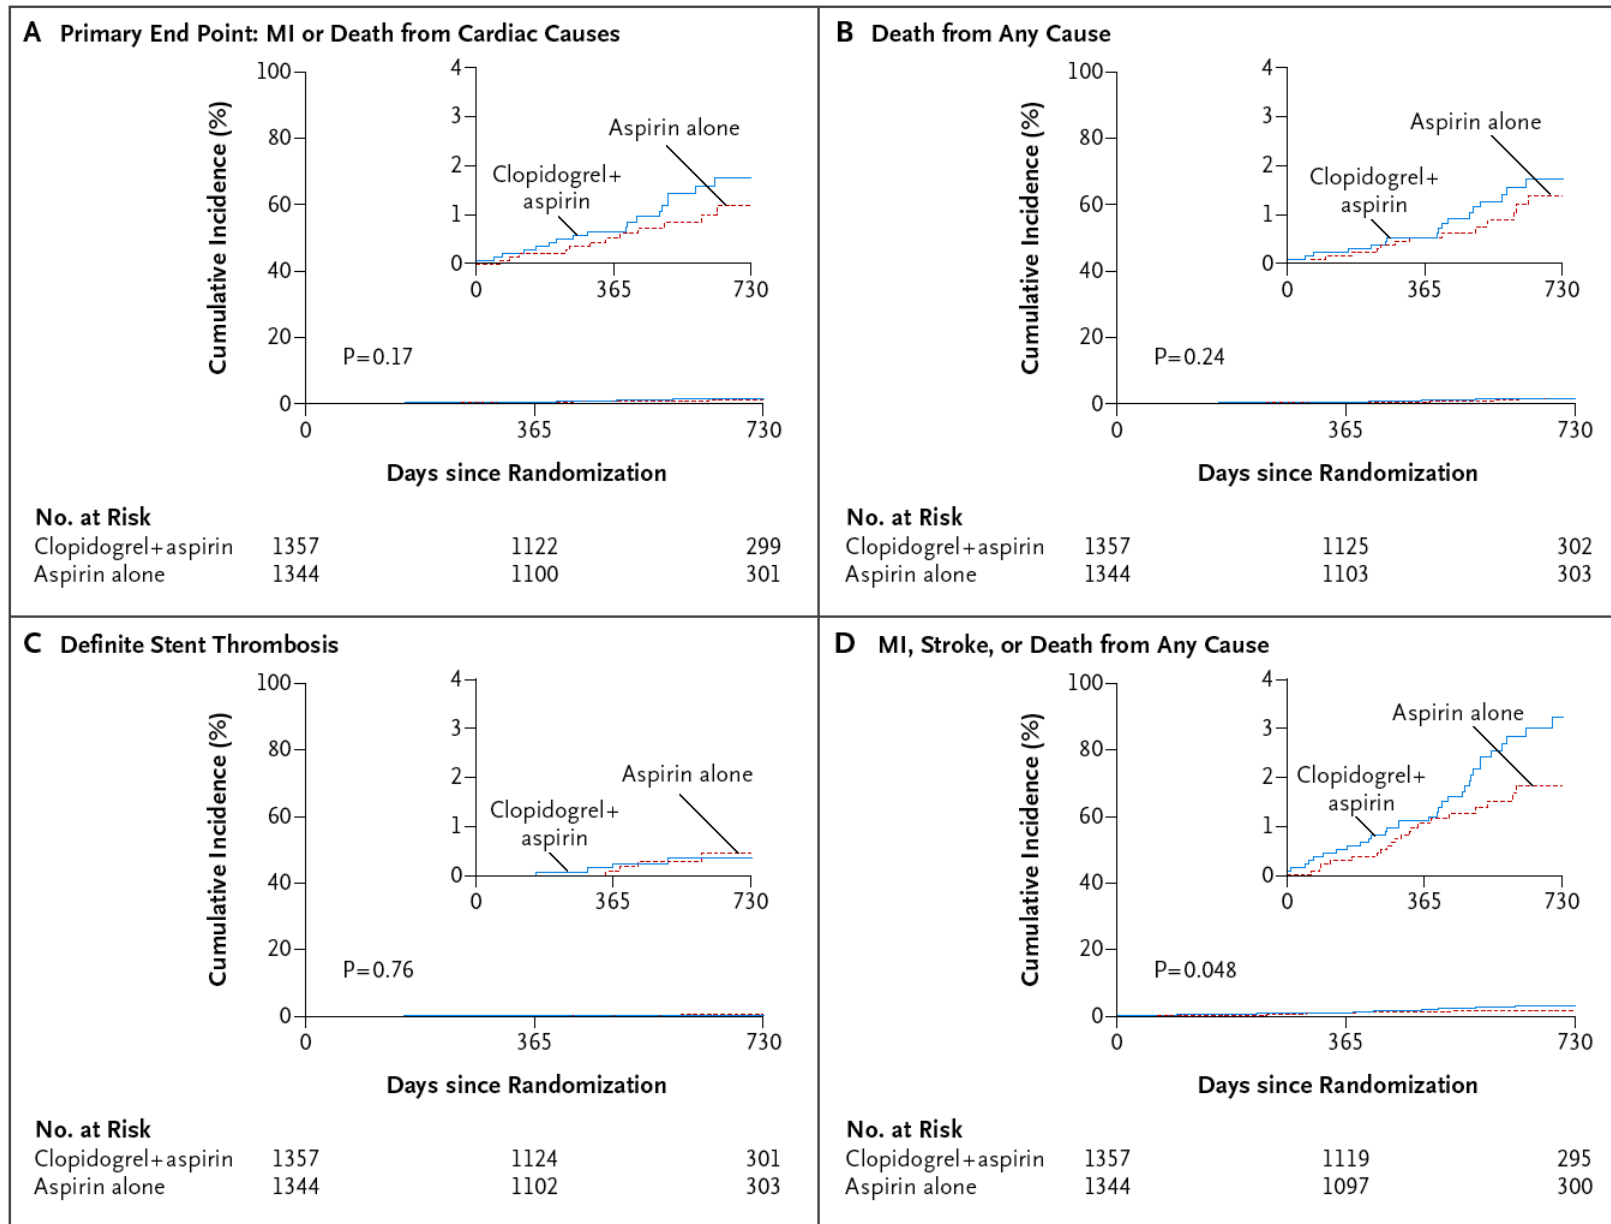 A Primary End Point: MI or Death from Cardiac Causes
Cumulative Incidence (%)
100
80
60
40
20
0
4
3
2
1
0
Aspirin alone
Clopidogrel+
aspirin
0 365 730
P=0.17
0 365 730
Days since Randomization
No. at Risk
Clopidogrel+aspirin 1357 1122 299
Aspirin alone 1344 1100 301
B Death from Any Cause
Cumulative Incidence (%)
100
80
60
40
20
0
4
3
2
1
0
Aspirin alone
Clopidogrel+
aspirin
0 365 730
P=0.24
0 365 730
Days since Randomization
No. at Risk
Clopidogrel+aspirin 1357 1125 302
Aspirin alone 1344 1103 303
C Definite Stent Thrombosis
Cumulative Incidence (%)
100
80
60
40
20
0
4
3
2
1
0
Aspirin alone
Clopidogrel+
aspirin
0 365 730
P=0.76
0 365 730
Days since Randomization
No. at Risk
Clopidogrel+aspirin 1357 1124 301
Aspirin alone 1344 1102 303
D MI, Stroke, or Death from Any Cause
Cumulative Incidence (%)
100
80
60
40
20
0
4
3
2
1
0
Aspirin alone
Clopidogrel+
aspirin
0 365 730
P=0.048
0 365 730
Days since Randomization
No. at Risk
Clopidogrel+aspirin 1357 1119 295
Aspirin alone 1344 1097 300